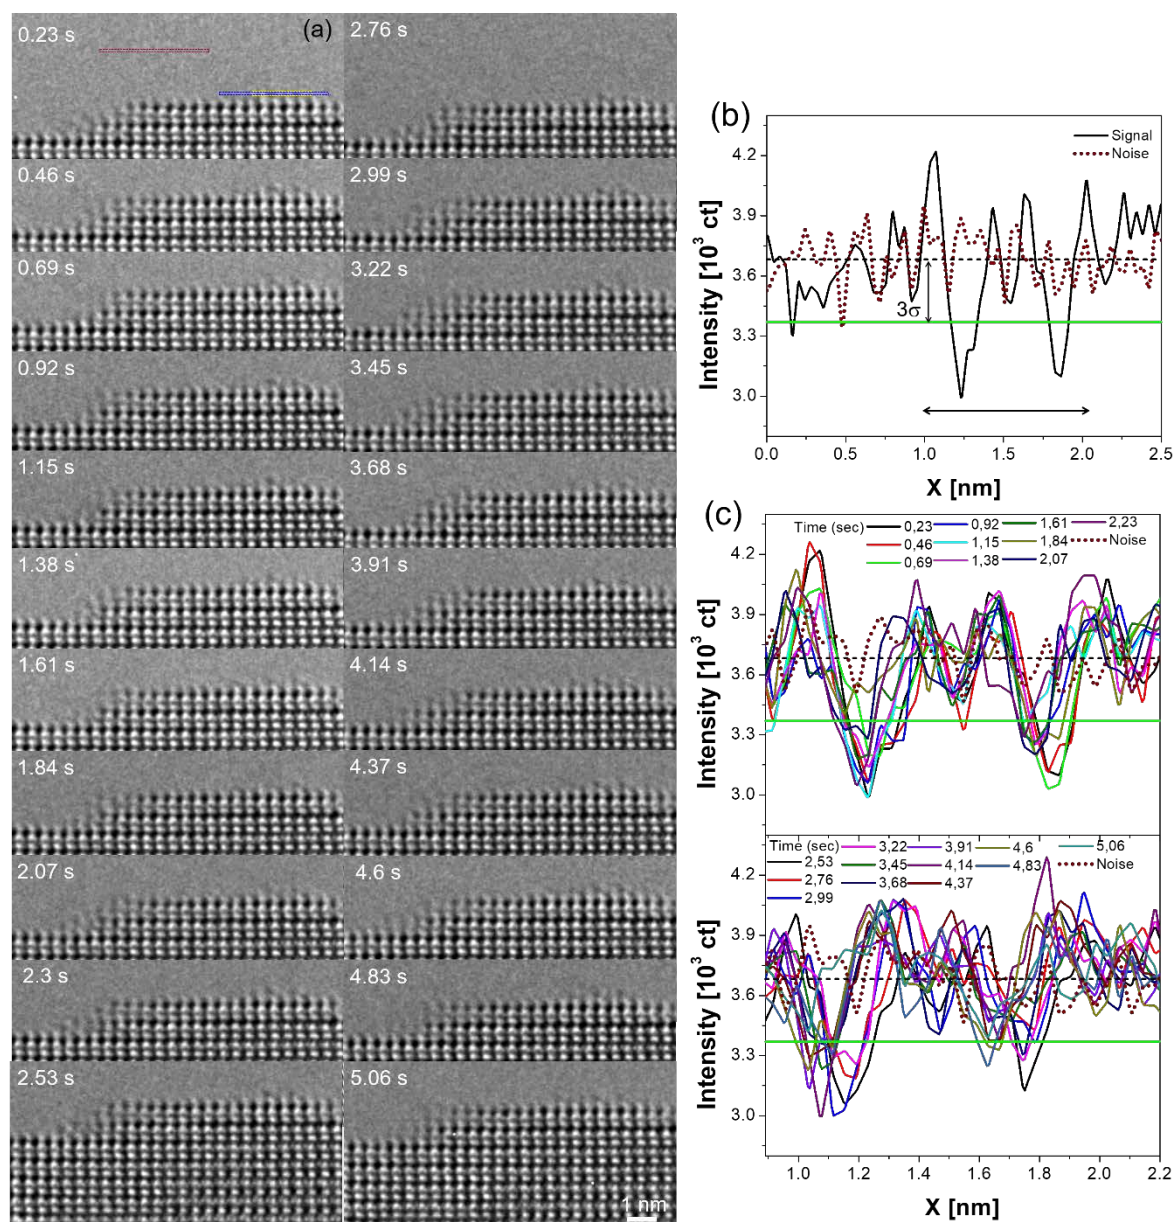 (a)
0.23 s
0.46 s
0.69 s
0.92 s
1.15 s
1.38 s
1.61 s
1.84 s
2.07 s
2.3 s
2.53 s
2.76 s
2.99 s
3.22 s
3.45 s
3.68 s
3.91 s
4.14 s
4.37 s
4.6 s
4.83 s
5.06 s
1 nm
(b)
Signal
Noise
4.2
3.9
3.6
3.3
3.0
Intensity [10³ ct]
3σ
0.0 0.5 1.0 1.5 2.0 2.5
X [nm]
(c)
Time (sec) 0,23 0,92 1,61 2,23
0,46 1,15 1,84 Noise
0,69 1,38 2,07
4.2
3.9
3.6
3.3
3.0
Intensity [10³ ct]
Time (sec) 3,22 3,91 4,6 5,06
2,53 3,45 4,14 4,83 Noise
2,76 3,68 4,37
2,99
4.2
3.9
3.6
3.3
3.0
Intensity [10³ ct]
1.0 1.2 1.4 1.6 1.8 2.0 2.2
X [nm]